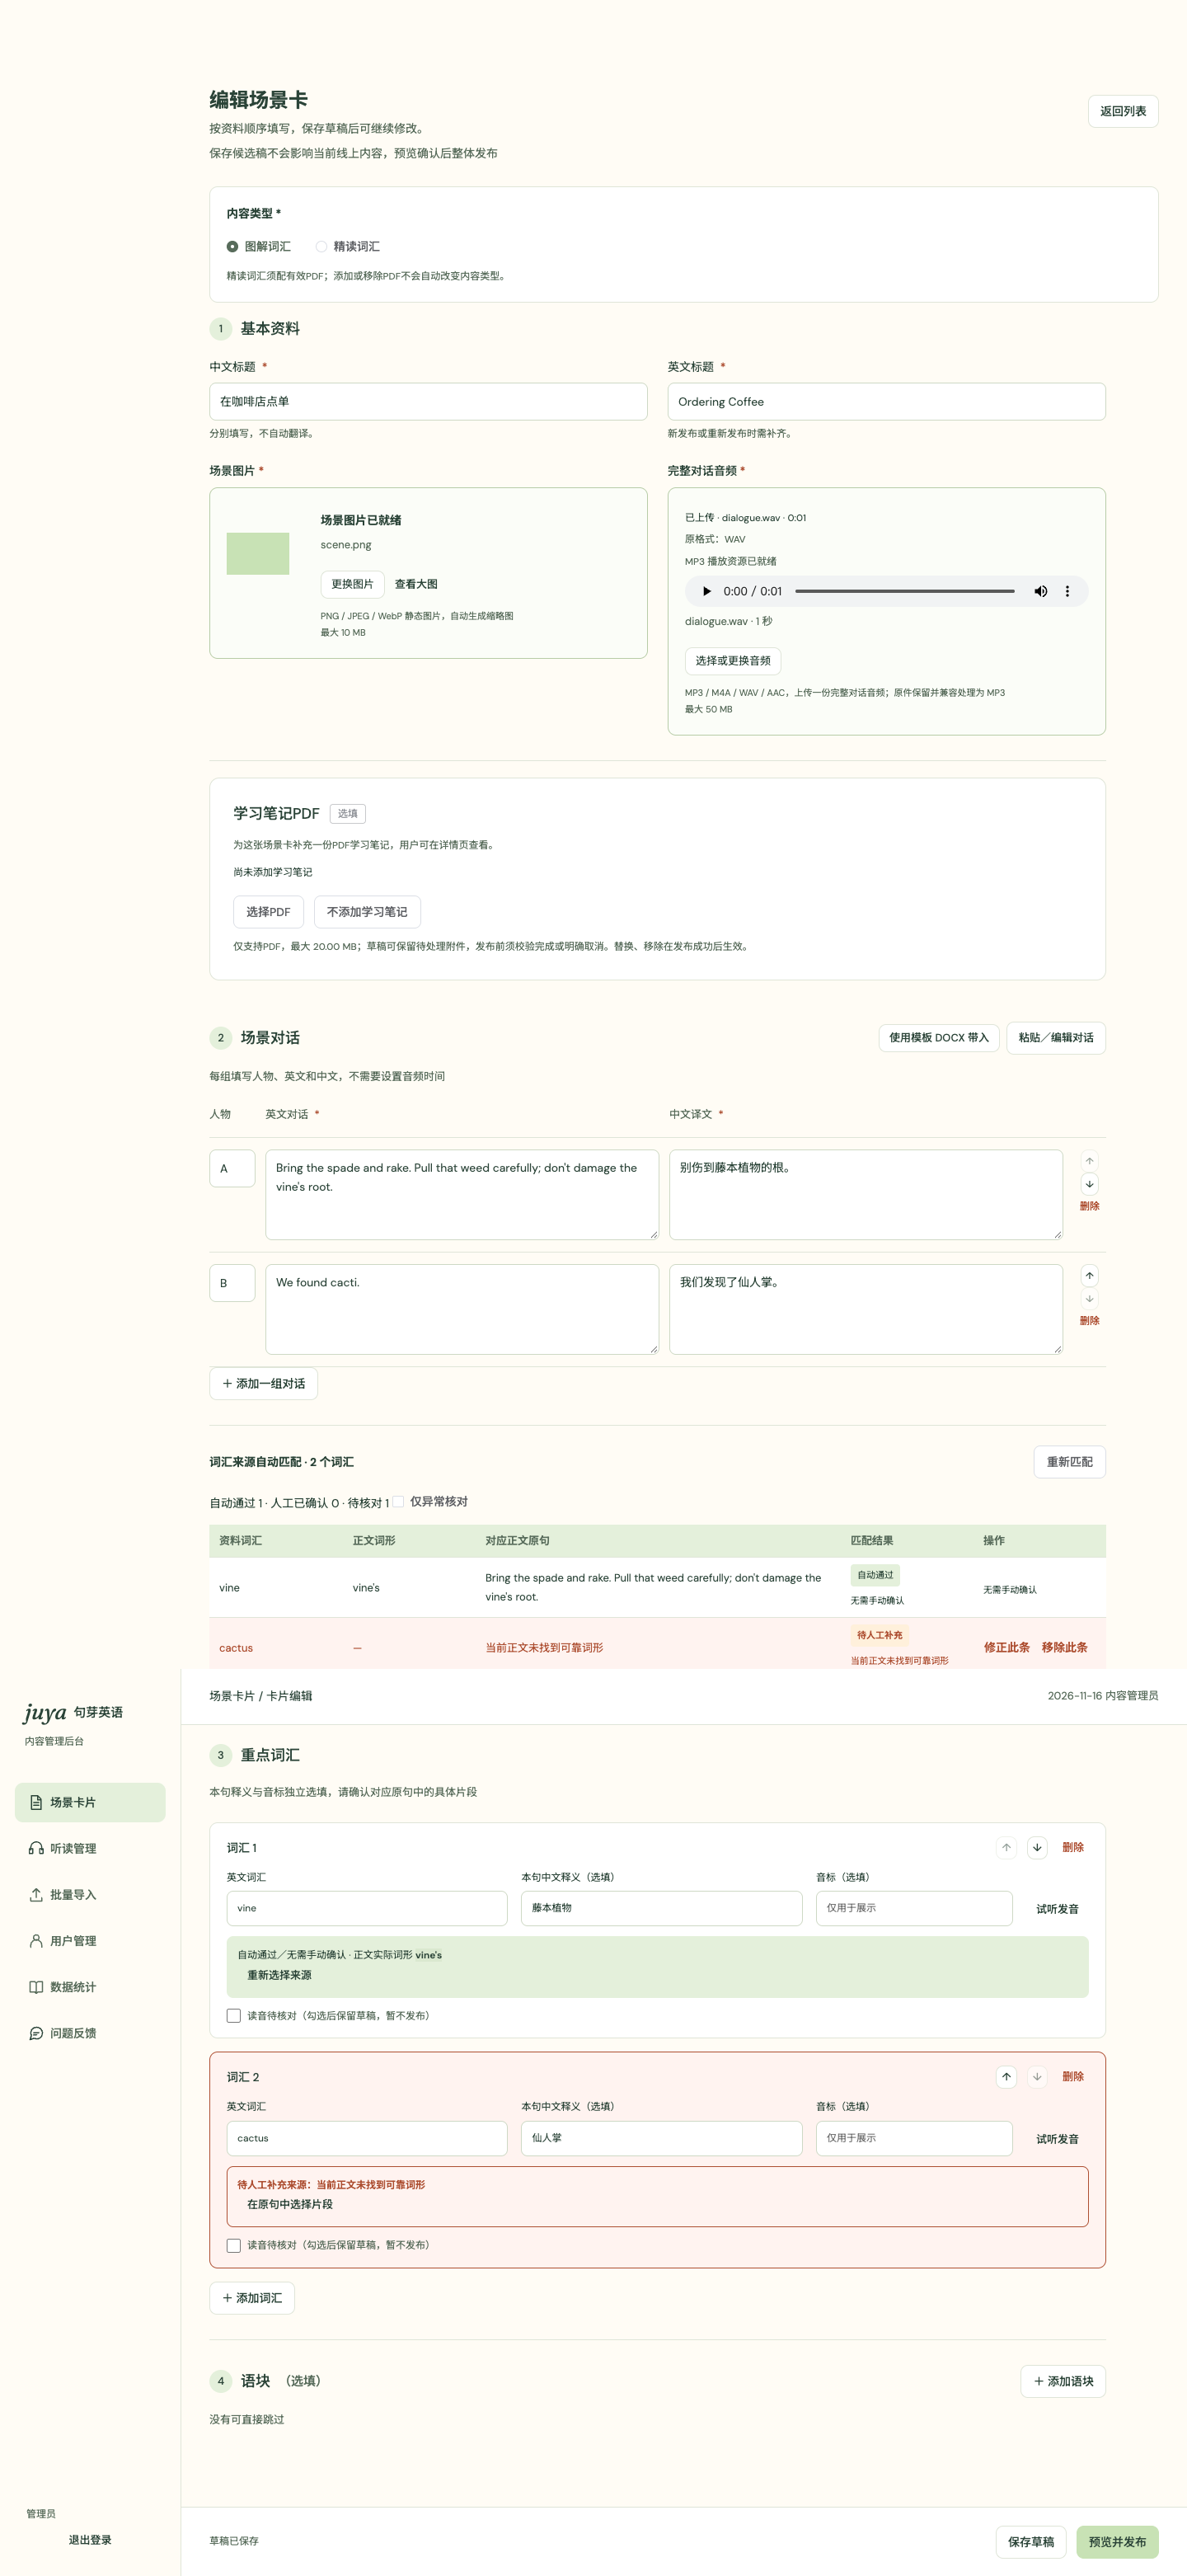 编辑场景卡
返回列表
按资料顺序填写，保存草稿后可继续修改。
保存候选稿不会影响当前线上内容，预览确认后整体发布
内容类型 *
图解词汇
精读词汇
精读词汇须配有效PDF；添加或移除PDF不会自动改变内容类型。
1 基本资料
中文标题 *
英文标题 *
在咖啡店点单
Ordering Coffee
分别填写，不自动翻译。
新发布或重新发布时需补齐。
场景图片 *
完整对话音频 *
场景图片已就绪
scene.png
更换图片
查看大图
PNG / JPEG / WebP 静态图片，自动生成缩略图
最大 10 MB
已上传 · dialogue.wav · 0:01
原格式：WAV
MP3 播放资源已就绪
0:00 / 0:01
dialogue.wav · 1 秒
选择或更换音频
MP3 / M4A / WAV / AAC，上传一份完整对话音频；原件保留并兼容处理为 MP3
最大 50 MB
学习笔记PDF 选填
为这张场景卡补充一份PDF学习笔记，用户可在详情页查看。
尚未添加学习笔记
选择PDF
不添加学习笔记
仅支持PDF，最大 20.00 MB；草稿可保留待处理附件，发布前须校验完成或明确取消。替换、移除在发布成功后生效。
2 场景对话
使用模板 DOCX 带入
粘贴／编辑对话
每组填写人物、英文和中文，不需要设置音频时间
人物
英文对话 *
中文译文 *
A
Bring the spade and rake. Pull that weed carefully; don't damage the
vine's root.
别伤到藤本植物的根。
↑
↓
删除
B
We found cacti.
我们发现了仙人掌。
↑
↓
删除
＋ 添加一组对话
词汇来源自动匹配 · 2 个词汇
重新匹配
自动通过 1 · 人工已确认 0 · 待核对 1
仅异常核对
资料词汇
正文词形
对应正文原句
匹配结果
操作
vine
vine's
Bring the spade and rake. Pull that weed carefully; don't damage the
vine's root.
自动通过
无需手动确认
无需手动确认
cactus
—
当前正文未找到可靠词形
待人工补充
当前正文未找到可靠词形
修正此条
移除此条
juya 句芽英语
内容管理后台
场景卡片
听读管理
批量导入
用户管理
数据统计
问题反馈
管理员
退出登录
场景卡片 / 卡片编辑
2026-11-16 内容管理员
3 重点词汇
本句释义与音标独立选填，请确认对应原句中的具体片段
词汇 1
↑
↓
删除
英文词汇
本句中文释义（选填）
音标（选填）
vine
藤本植物
仅用于展示
试听发音
自动通过／无需手动确认 · 正文实际词形 vine's
重新选择来源
读音待核对（勾选后保留草稿，暂不发布）
词汇 2
↑
↓
删除
英文词汇
本句中文释义（选填）
音标（选填）
cactus
仙人掌
仅用于展示
试听发音
待人工补充来源：当前正文未找到可靠词形
在原句中选择片段
读音待核对（勾选后保留草稿，暂不发布）
＋ 添加词汇
4 语块 （选填）
＋ 添加语块
没有可直接跳过
草稿已保存
保存草稿
预览并发布